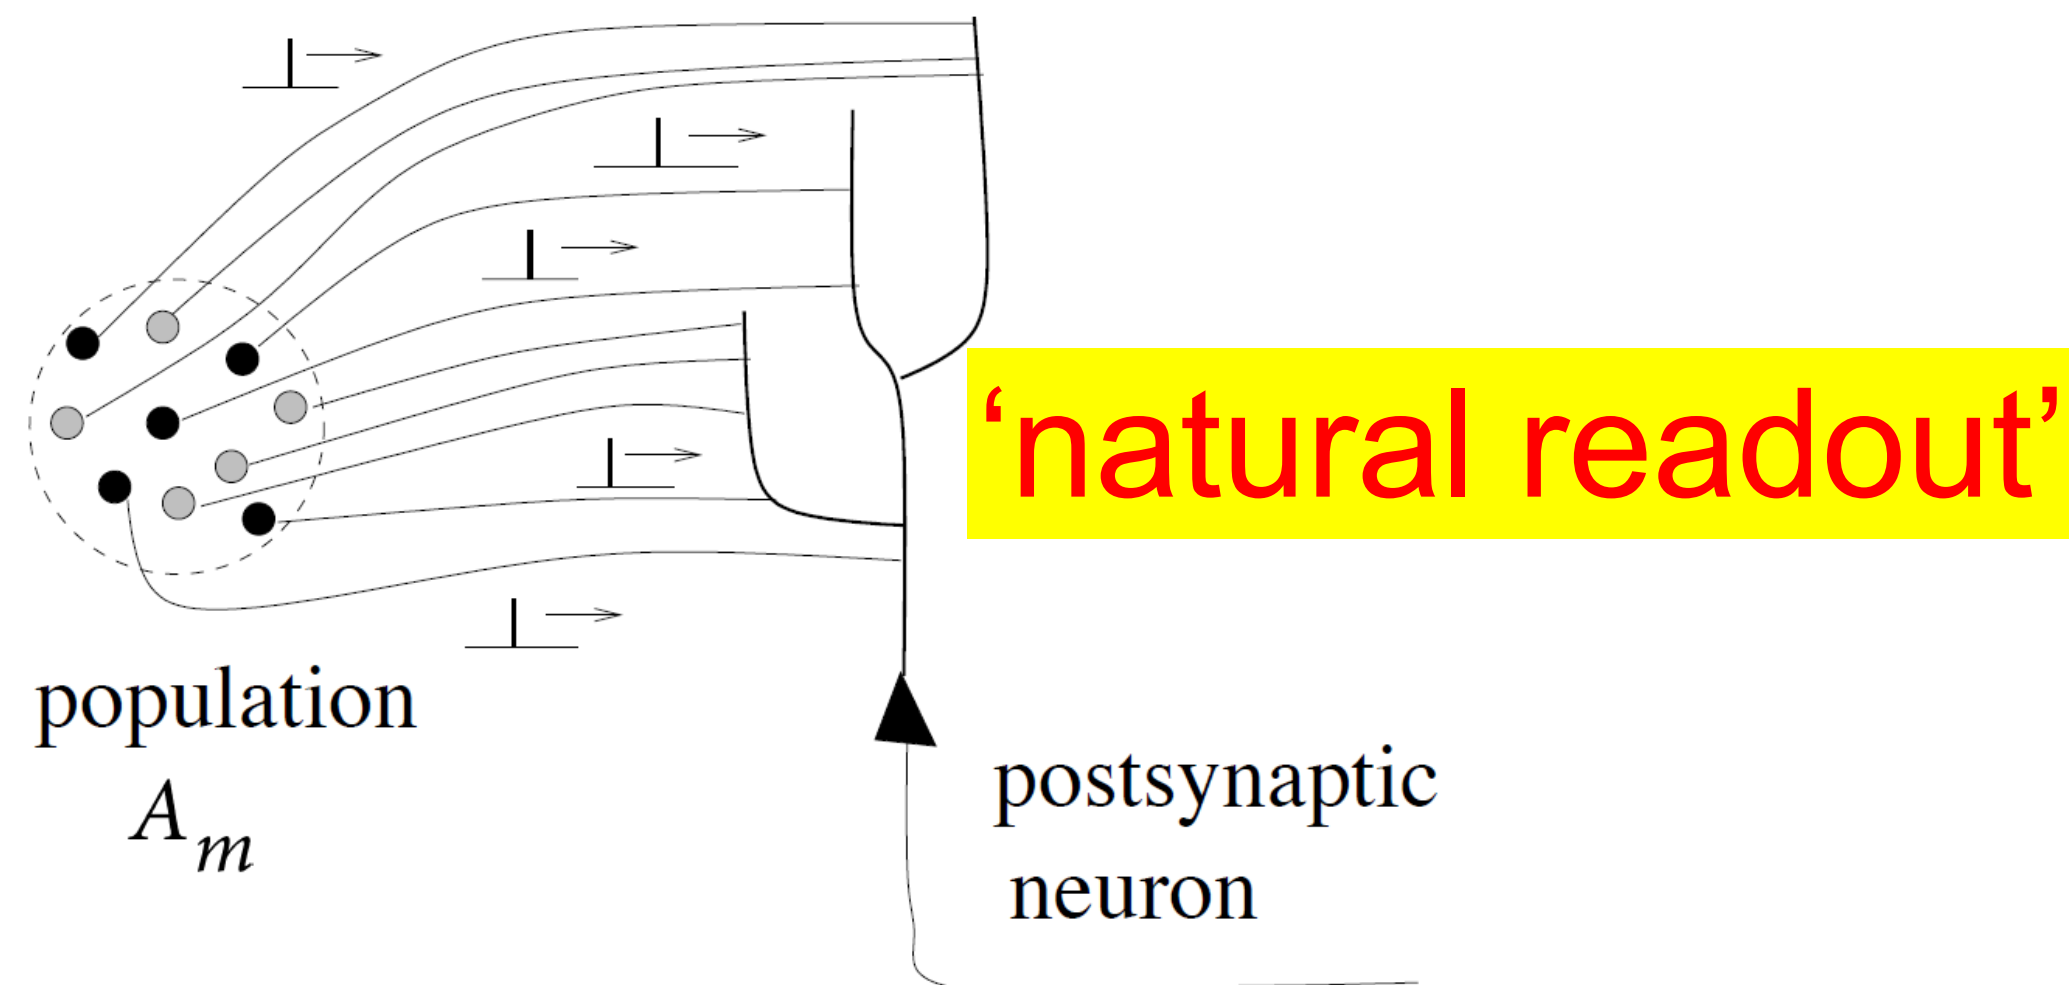 ‘natural readout’
population
A_m
postsynaptic
neuron